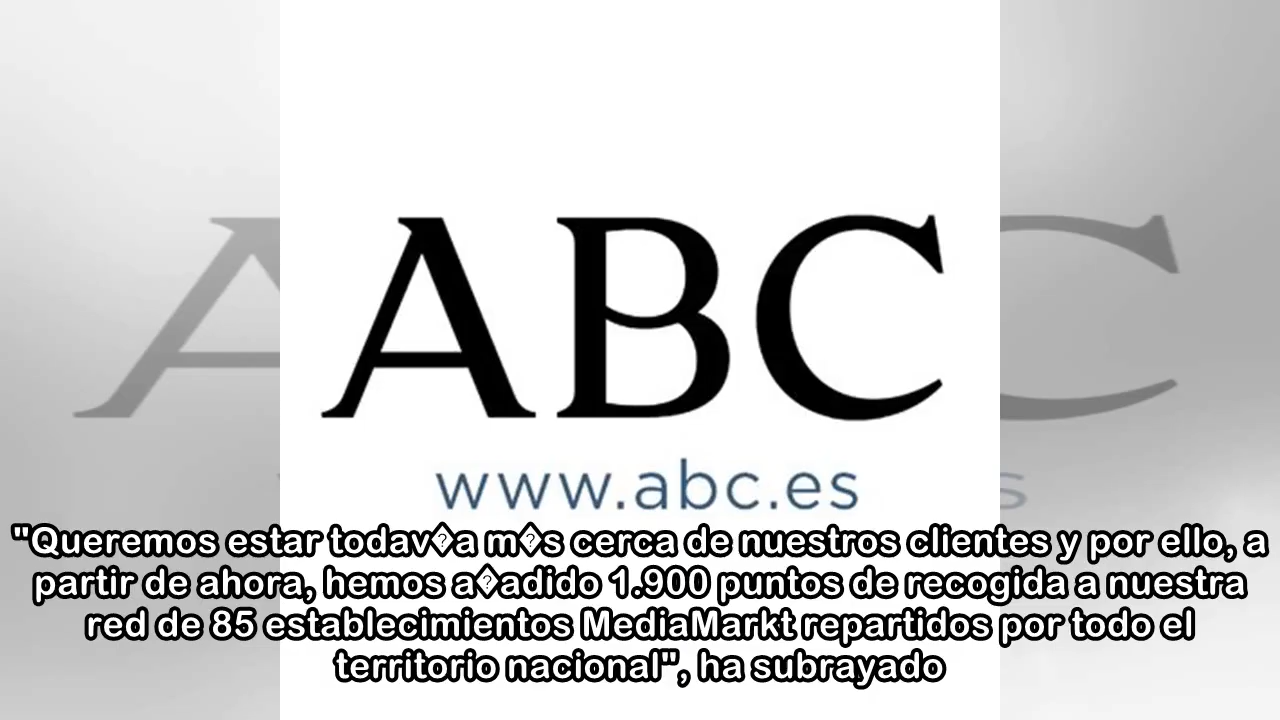 ABC
www.abc.es
"Queremos estar todav�a m�s cerca de nuestros clientes y por ello, a
partir de ahora, hemos a�adido 1.900 puntos de recogida a nuestra
red de 85 establecimientos MediaMarkt repartidos por todo el
territorio nacional", ha subrayado